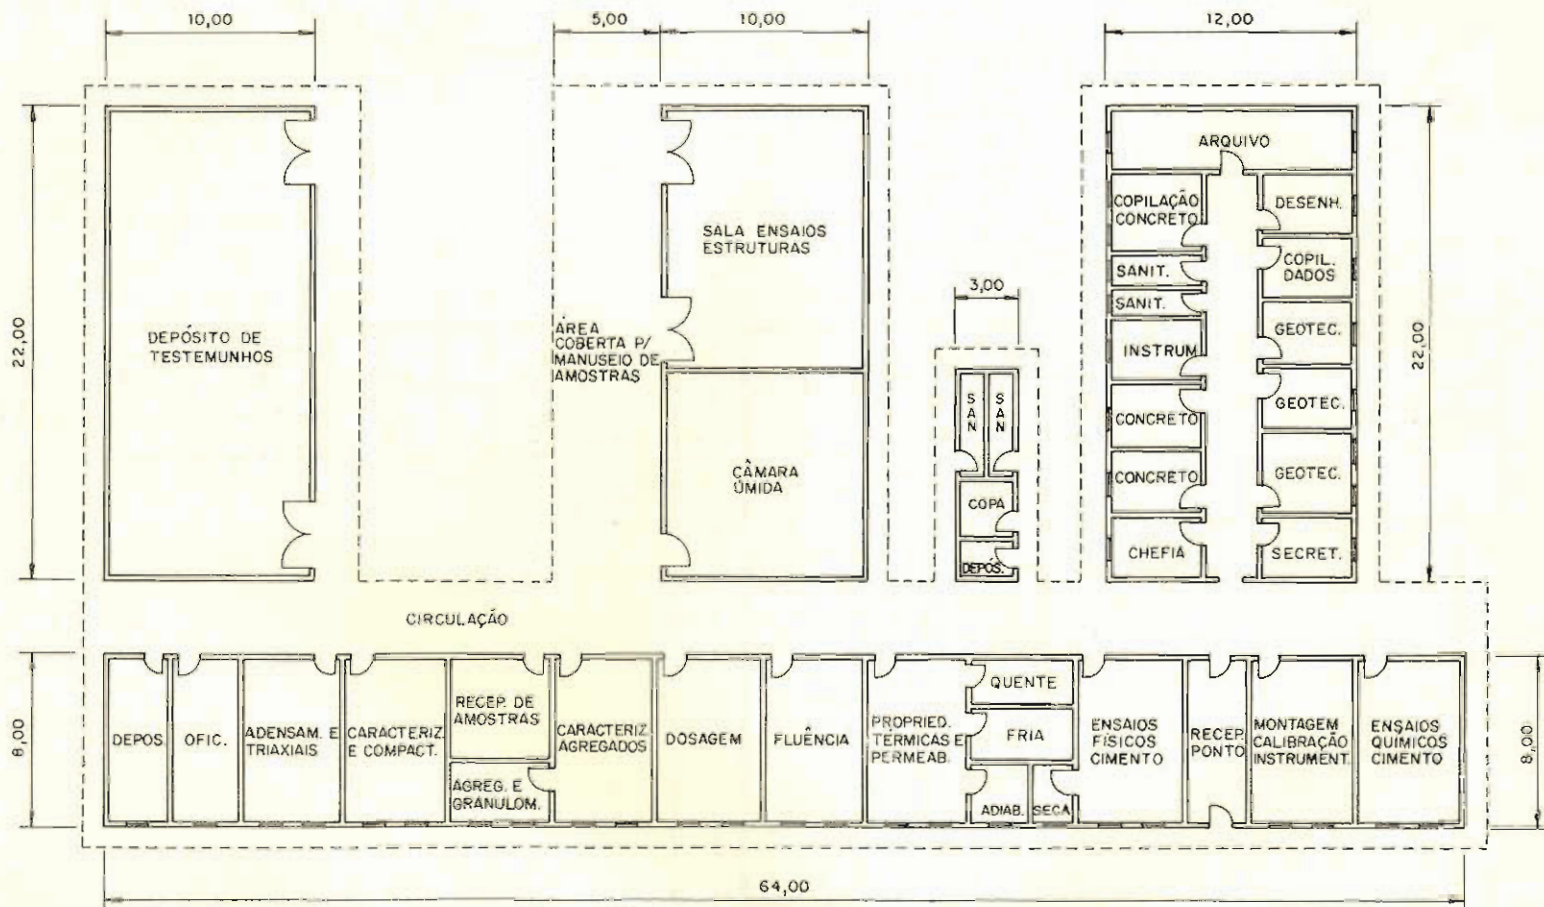 10,00
5,00
10,00
12,00
ARQUIVO
COPILAÇÃO
CONCRETO
DESENH.
SALA ENSAIOS
ESTRUTURAS
SANIT.
COPIL.
DADOS
3,00
SANIT.
22,00
DEPÓSITO DE
TESTEMUNHOS
ÁREA
COBERTA P/
MANUSEIO DE
AMOSTRAS
INSTRUM
GEOTEC.
22,00
SAN
SAN
CONCRETO
GEOTEC.
CÂMARA
ÚMIDA
CONCRETO
GEOTEC.
COPA
CHEFIA
SECRET.
DEPÓS.
CIRCULAÇÃO
8,00
DEPOS.
OFIC.
ADENSAM. E
TRIAXIAIS
CARACTERIZ.
E COMPACT.
RECEP. DE
AMOSTRAS
AGREG. E
GRANULOM.
CARACTERIZ.
AGREGADOS
DOSAGEM
FLUÊNCIA
PROPRIED.
TÉRMICAS E
PERMEAB.
QUENTE
FRIA
ADIAB.
SECA
ENSAIOS
FÍSICOS
CIMENTO
RECEP.
PONTO
MONTAGEM
CALIBRAÇÃO
INSTRUMENT.
ENSAIOS
QUIMICOS
CIMENTO
8,00
64,00